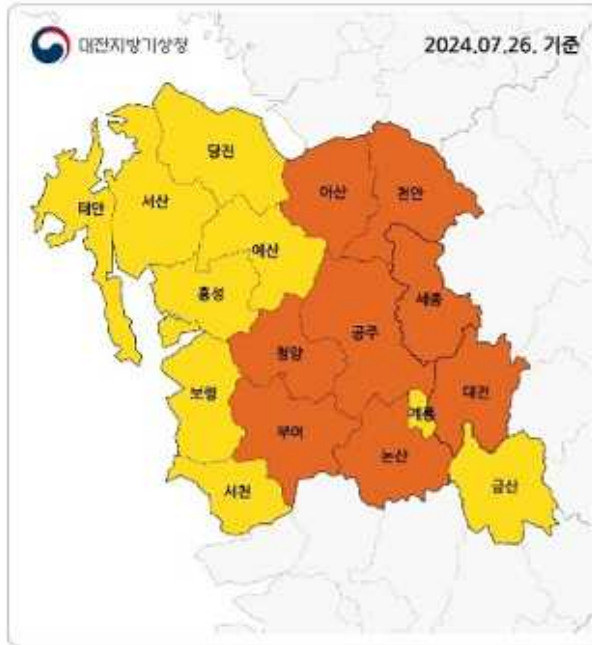 대전지방기상청
2024.07.26. 기준
당진
아산
천안
태안
서산
예산
홍성
세종
공주
청양
보령
계룡
대전
부여
논산
서천
금산